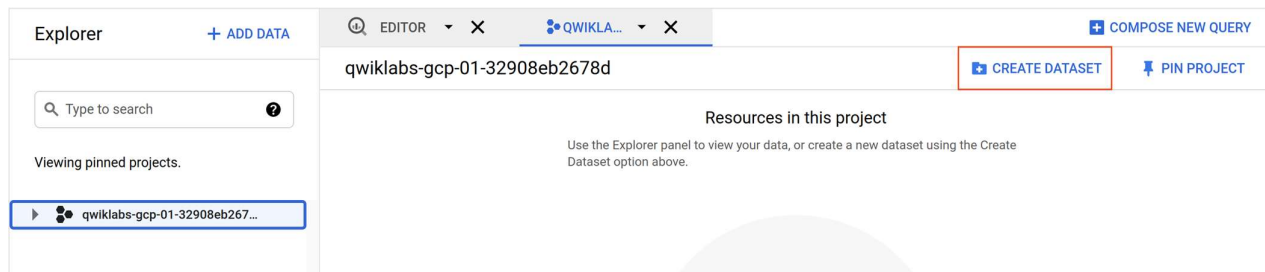 Explorer
+ ADD DATA
EDITOR
QWIKLA...
COMPOSE NEW QUERY
qwiklabs-gcp-01-32908eb2678d
CREATE DATASET
PIN PROJECT
Type to search
Resources in this project
Use the Explorer panel to view your data, or create a new dataset using the Create
Dataset option above.
Viewing pinned projects.
qwiklabs-gcp-01-32908eb267...